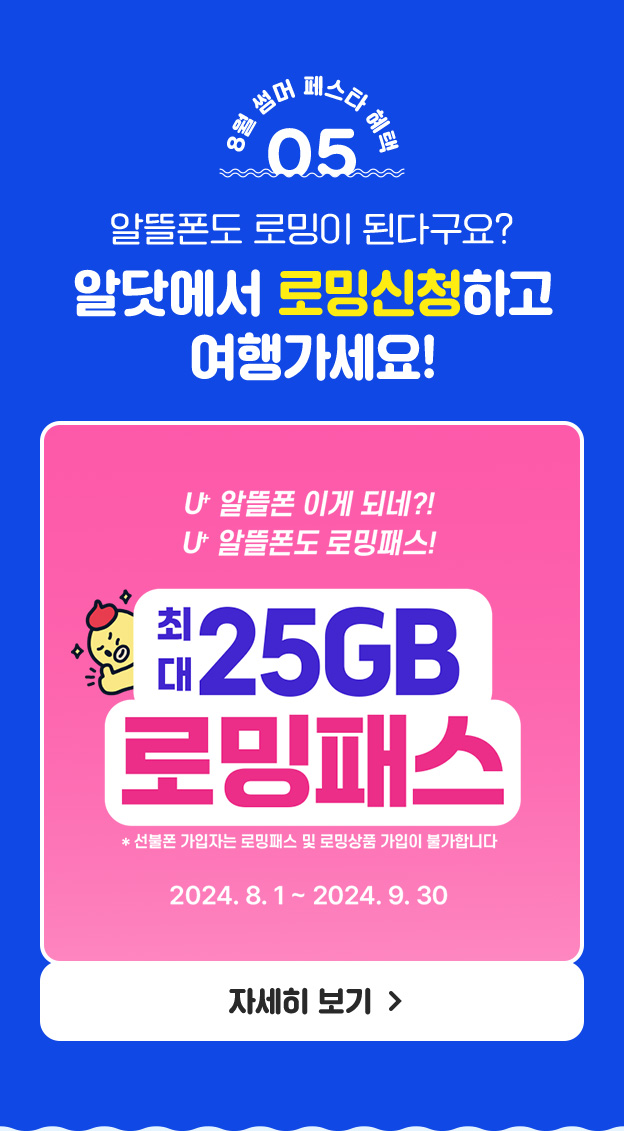 8월 썸머 페스타 혜택
05
알뜰폰도 로밍이 된다구요?
알닷에서 로밍신청하고
여행가세요!
U+ 알뜰폰 이게 되네?!
U+ 알뜰폰도 로밍패스!
최대 25GB
로밍패스
* 선불폰 가입자는 로밍패스 및 로밍상품 가입이 불가합니다
2024. 8. 1 ~ 2024. 9. 30
자세히 보기 >